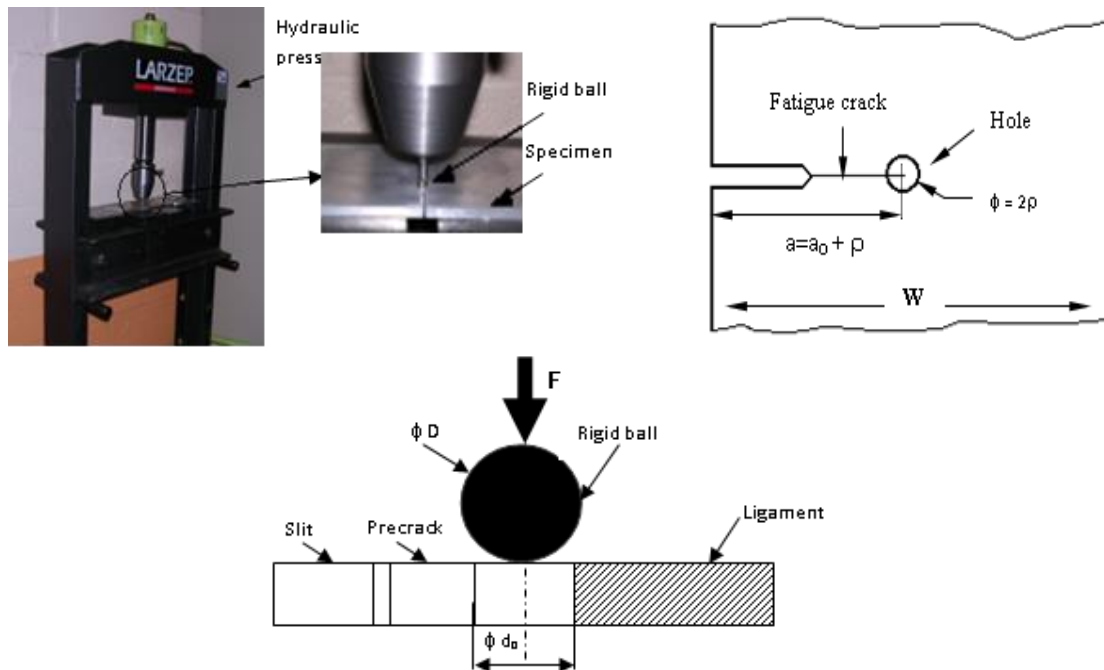 Hydraulic
press
LARZEP
Rigid ball
Specimen
Fatigue crack
Hole
ϕ = 2ρ
a=a₀ + ρ
W
F
ϕ D
Rigid ball
Slit
Precrack
Ligament
ϕ d₀